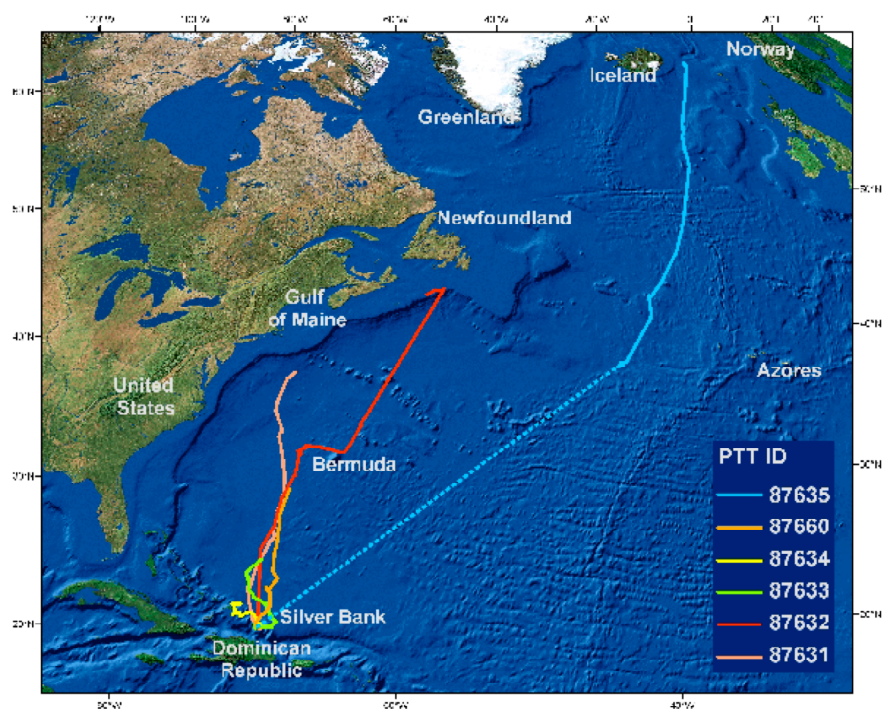 Norway
Iceland
Greenland
Newfoundland
Gulf
of Maine
United
States
Azores
Bermuda
Silver Bank
Dominican
Republic
PTT ID
87635
87660
87634
87633
87632
87631
40°N